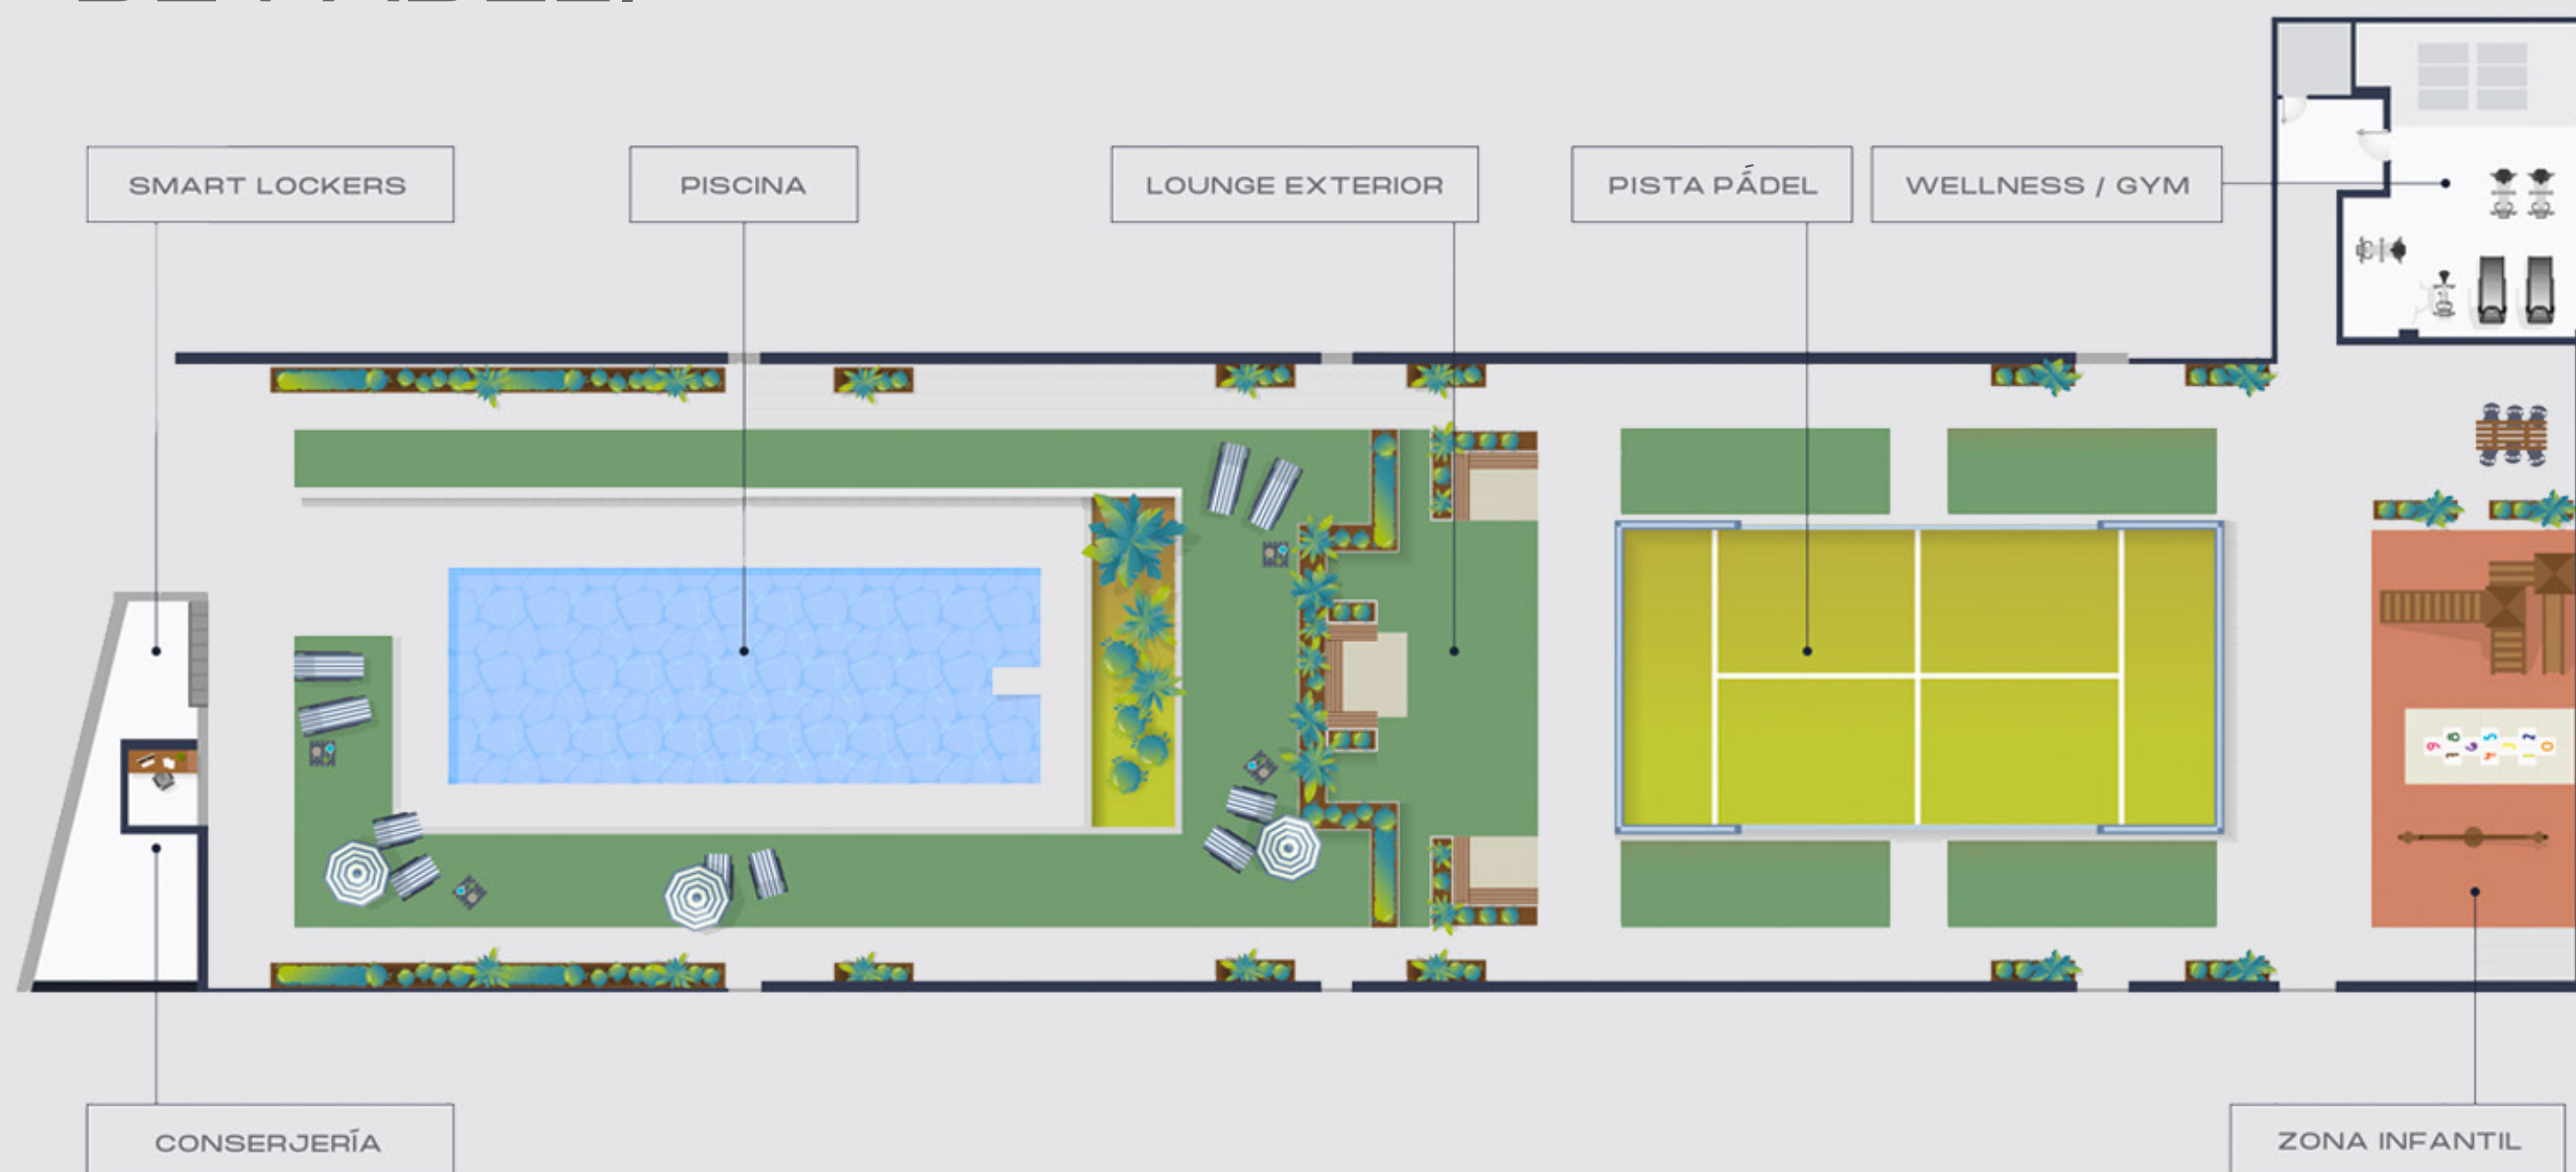 SMART LOCKERS
PISCINA
LOUNGE EXTERIOR
PISTA PÁDEL
WELLNESS / GYM
CONSERJERÍA
ZONA INFANTIL